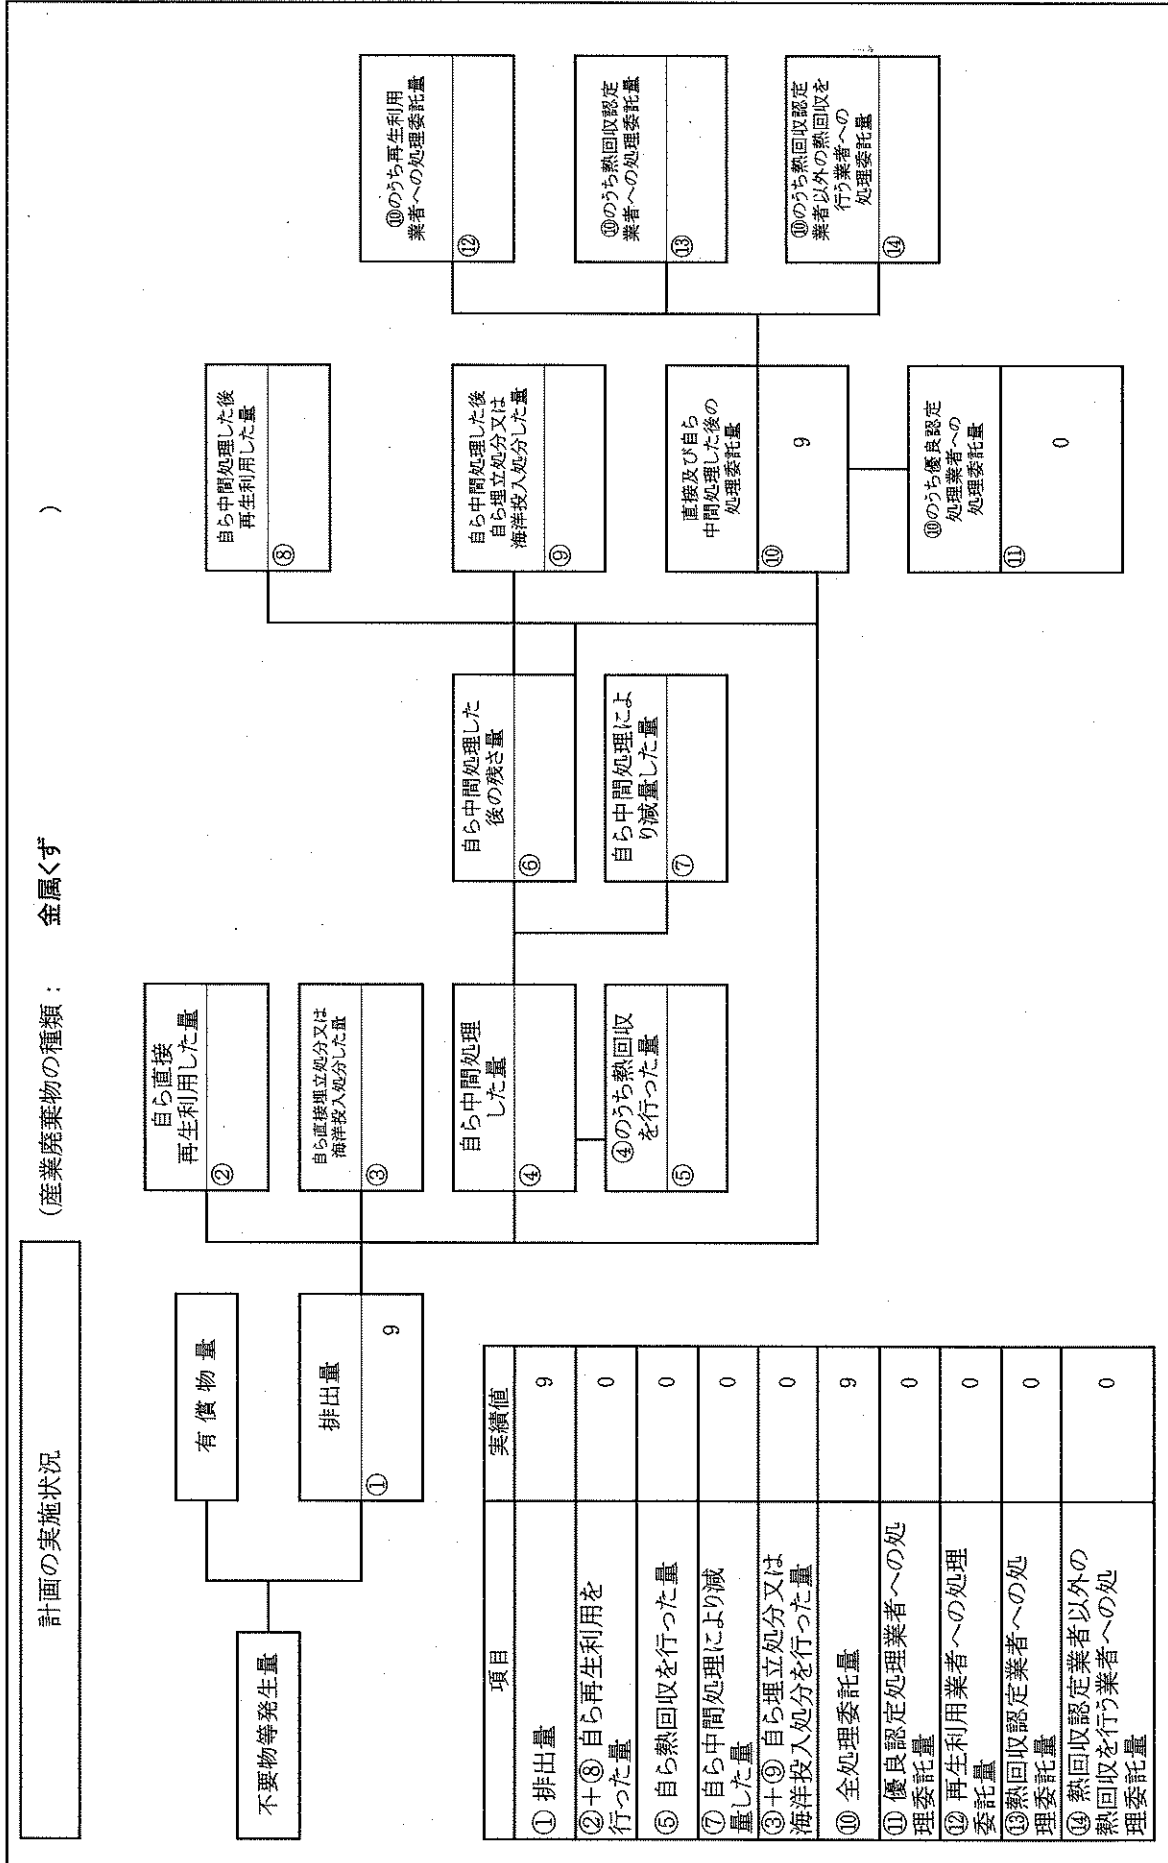 計画の実施状況
(産業廃棄物の種類: 金属くず )
不要物等発生量
有償物量
排出量
① 9
自ら直接
再生利用した量
②
自ら直接埋立処分又は
海洋投入処分した量
③
自ら中間処理
した量
④
④のうち熱回収
を行った量
⑤
自ら中間処理した
後の残さ量
⑥
自ら中間処理によ
り減量した量
⑦
自ら中間処理した後
再生利用した量
⑧
自ら中間処理した後
自ら埋立処分又は
海洋投入処分した量
⑨
直接及び自ら
中間処理した後の
処理委託量
⑩ 9
⑩のうち優良認定
処理業者への
処理委託量
⑪ 0
⑩のうち再生利用
業者への処理委託量
⑫
⑩のうち熱回収認定
業者への処理委託量
⑬
⑩のうち熱回収認定
業者以外の熱回収を
行う業者への
処理委託量
⑭
項目 実績値
① 排出量 9
②+⑧ 自ら再生利用を
行った量 0
⑤ 自ら熱回収を行った量 0
⑦ 自ら中間処理により減
量した量 0
③+⑨ 自ら埋立処分又は
海洋投入処分を行った量 0
⑩ 全処理委託量 9
⑪ 優良認定処理業者への処
理委託量 0
⑫ 再生利用業者への処理
委託量 0
⑬熱回収認定業者への処
理委託量 0
⑭ 熱回収認定業者以外の
熱回収を行う業者への処
理委託量 0